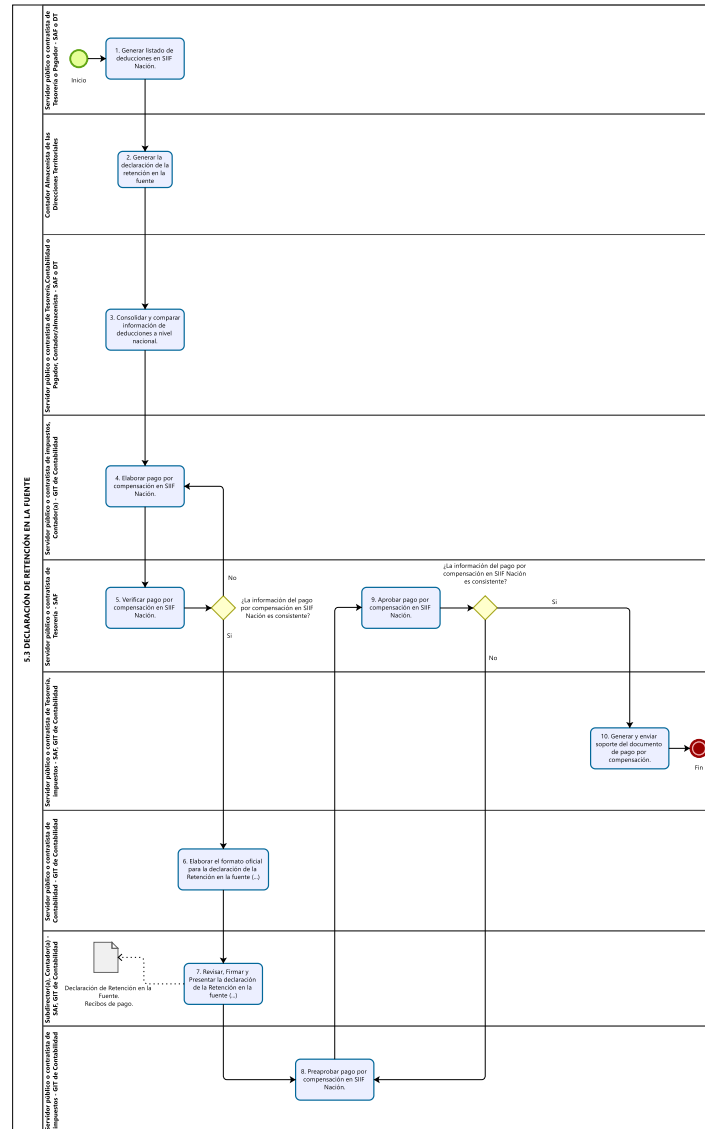 5.3 DECLARACIÓN DE RETENCIÓN EN LA FUENTE
Servidor público o contratista de
Tesorería o Pagador - SAF o DT
Inicio
1. Generar listado de
deducciones en SIIF
Nación.
Contador Almacenista de las
Direcciones Territoriales
2. Generar la
declaración de la
retención en la
fuente
Servidor público o contratista de Tesorería,Contabilidad o
Pagador, Contador/almacenista - SAF o DT
3. Consolidar y comparar
información de
deducciones a nivel
nacional.
Servidor público o contratista de impuestos,
Contador(a) - GIT de Contabilidad
4. Elaborar pago por
compensación en SIIF
Nación.
Servidor público o contratista de
Tesorería - SAF
5. Verificar pago por
compensación en SIIF
Nación.
No
¿La información del pago
por compensación en SIIF
Nación es consistente?
Si
9. Aprobar pago por
compensación en SIIF
Nación.
¿La información del pago por
compensación en SIIF Nación
es consistente?
Si
No
Servidor público o contratista de Tesorería,
impuestos - SAF, GIT de Contabilidad
10. Generar y enviar
soporte del documento
de pago por
compensación.
Fin
Servidor público o contratista de
Contabilidad - GIT de Contabilidad
6. Elaborar el formato oficial
para la declaración de la
Retención en la fuente (...)
Subdirector(a), Contador(a) -
SAF, GIT de Contabilidad
Declaración de Retención en la
Fuente.
Recibos de pago.
7. Revisar, Firmar y
Presentar la declaración
de la Retención en la
fuente (...)
Servidor público o contratista de
impuestos - GIT de Contabilidad
8. Preaprobar pago por
compensación en SIIF
Nación.